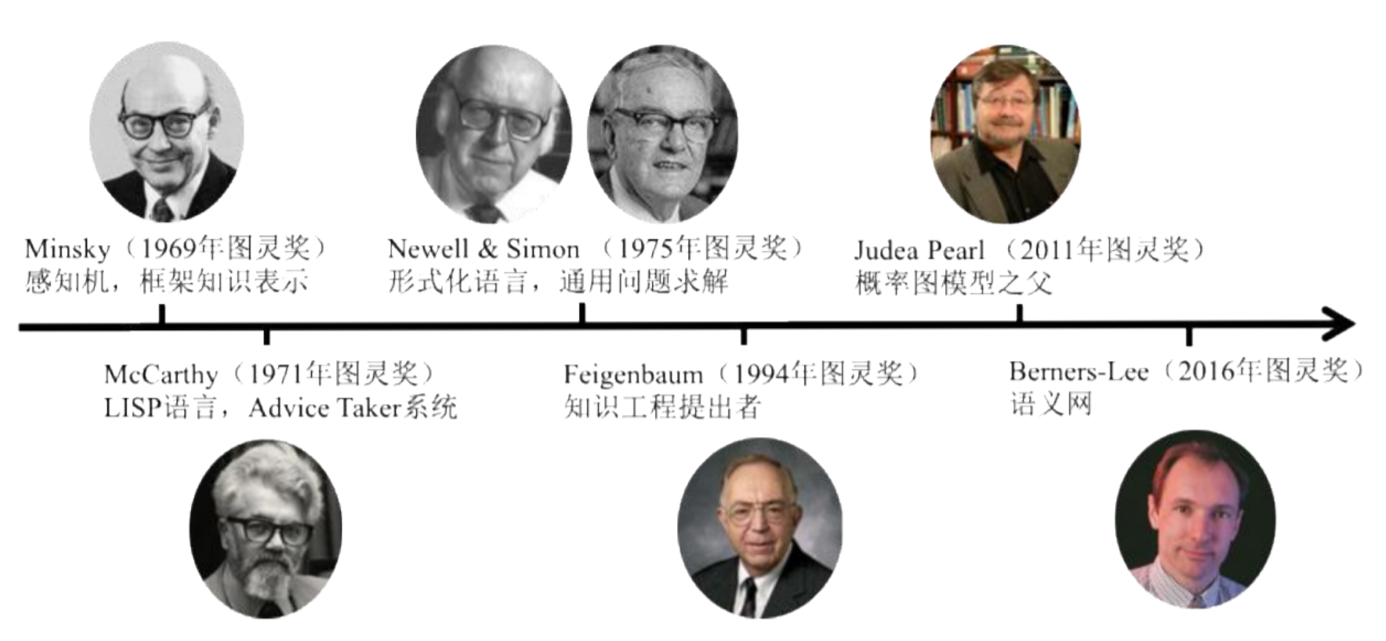 Minsky（1969年图灵奖）
感知机，框架知识表示
Newell & Simon （1975年图灵奖）
形式化语言，通用问题求解
Judea Pearl （2011年图灵奖）
概率图模型之父
McCarthy（1971年图灵奖）
LISP语言，Advice Taker系统
Feigenbaum（1994年图灵奖）
知识工程提出者
Berners-Lee（2016年图灵奖）
语义网